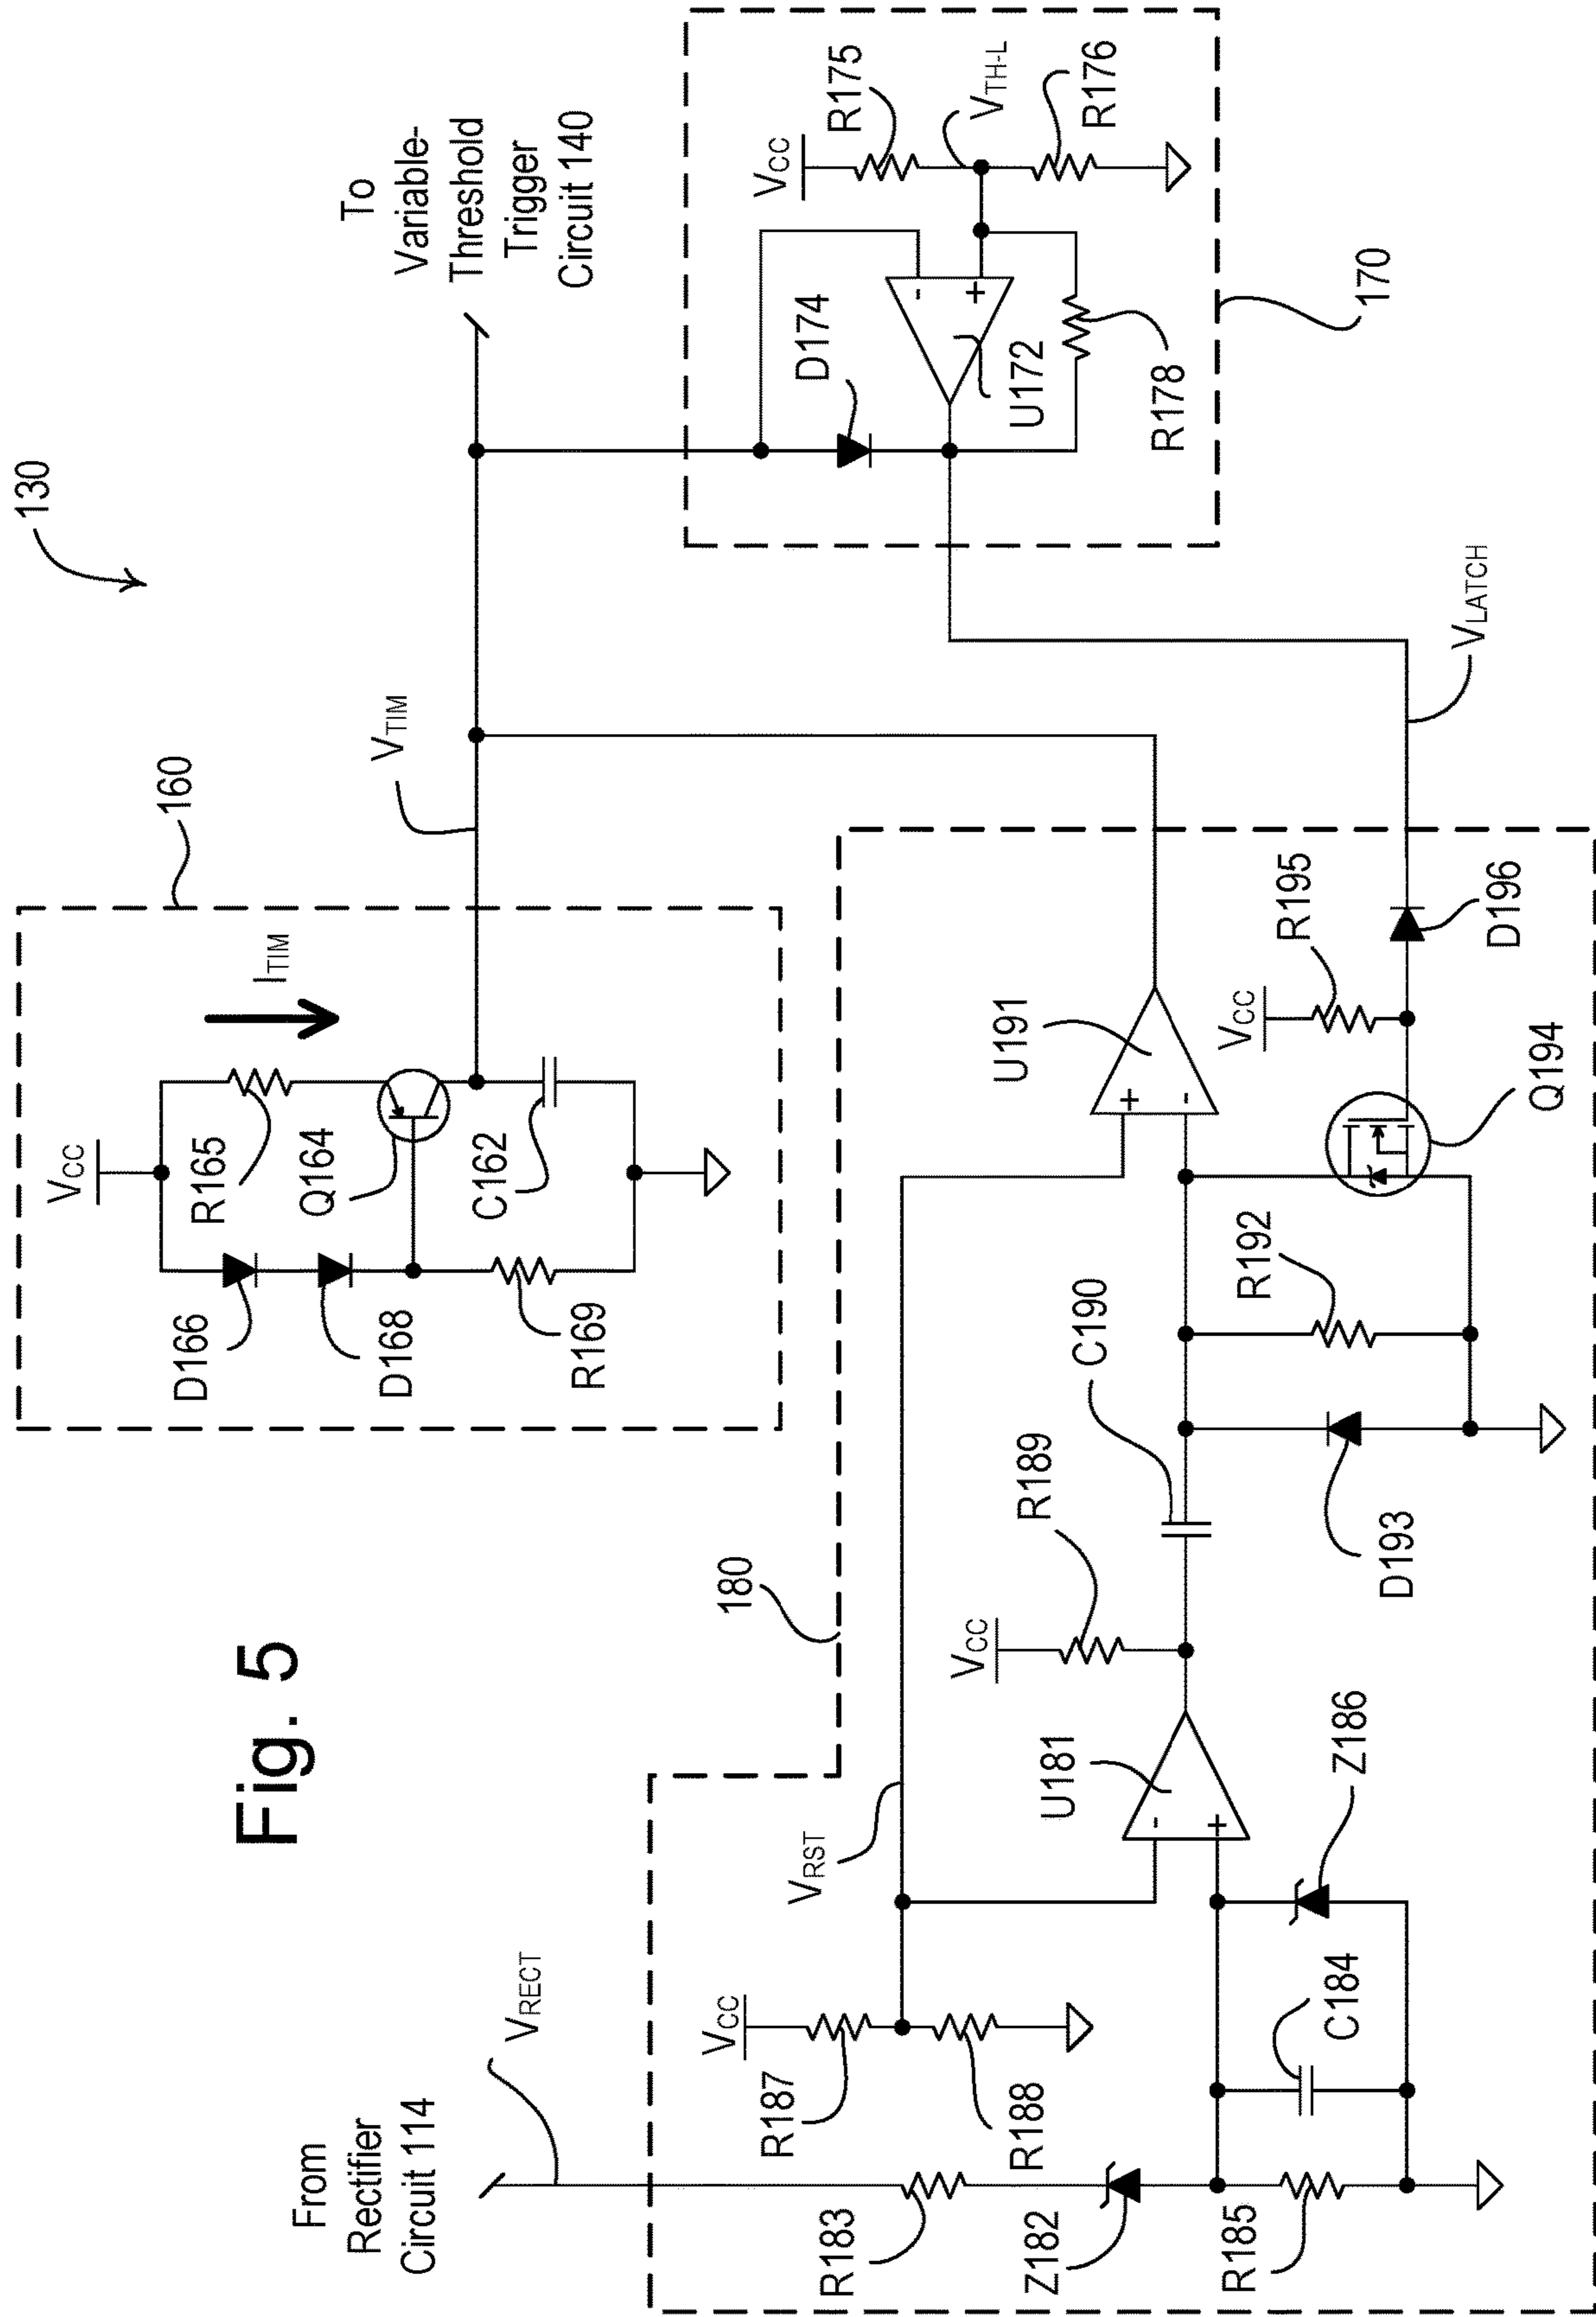 130
To
Variable-
Threshold
Trigger
Circuit 140
160
VCC
ITIM
D166
R165
Q164
D168
C162
R169
VTIM
VCC
R175
VTH-L
R176
D174
-
+
U172
R178
170
VLATCH
Fig. 5
From
Rectifier
Circuit 114
VRECT
180
VRST
VCC
R187
R188
R183
Z182
R185
C184
Z186
U181
-
+
VCC
R189
C190
D193
R192
U191
+
-
VCC
R195
Q194
D196